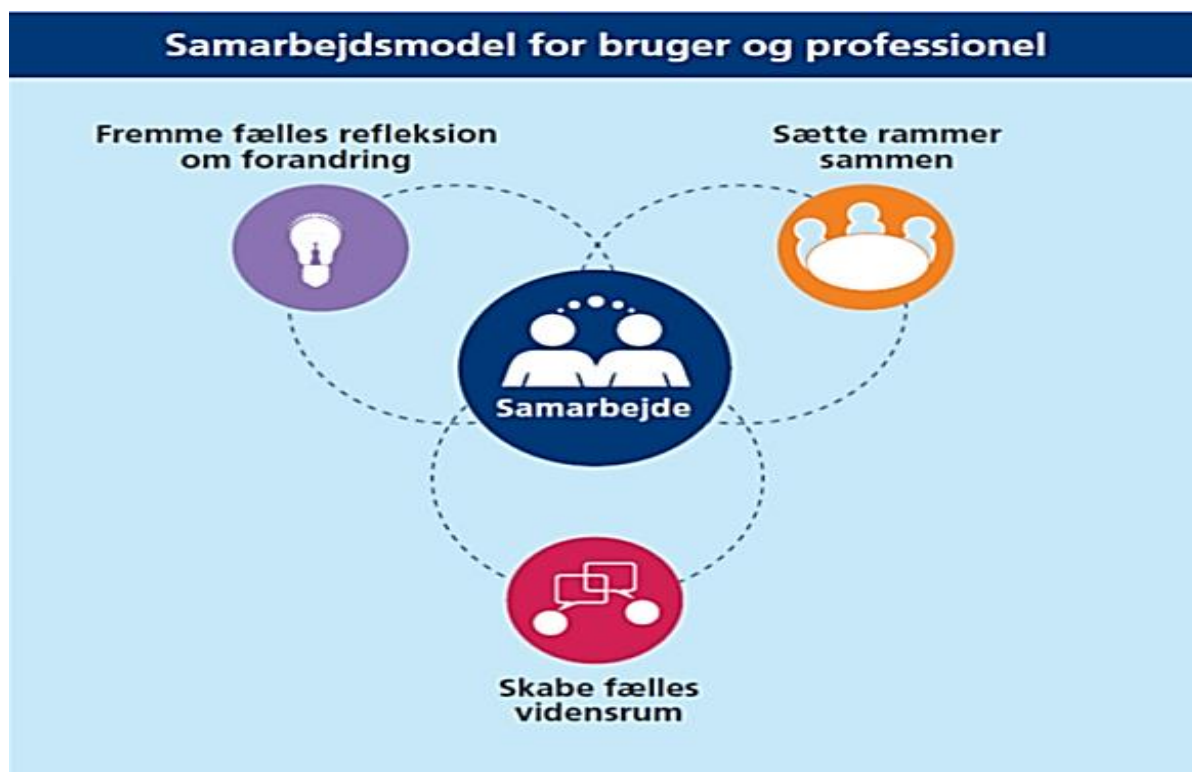 Samarbejdsmodel for bruger og professionel
Fremme fælles refleksion
om forandring
Sætte rammer
sammen
Samarbejde
Skabe fælles
vidensrum